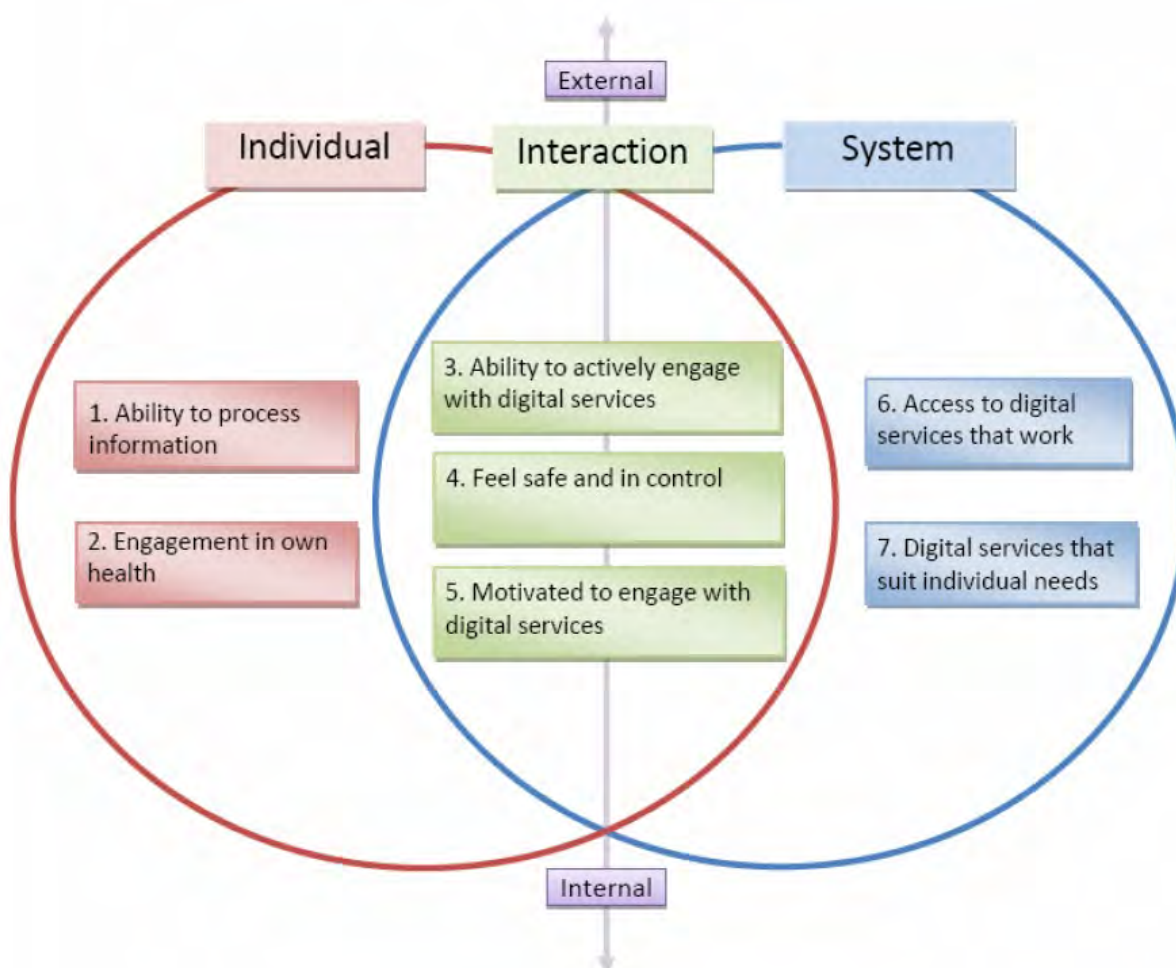 External
Individual
Interaction
System
1. Ability to process
information
2. Engagement in own
health
3. Ability to actively engage
with digital services
4. Feel safe and in control
5. Motivated to engage with
digital services
6. Access to digital
services that work
7. Digital services that
suit individual needs
Internal